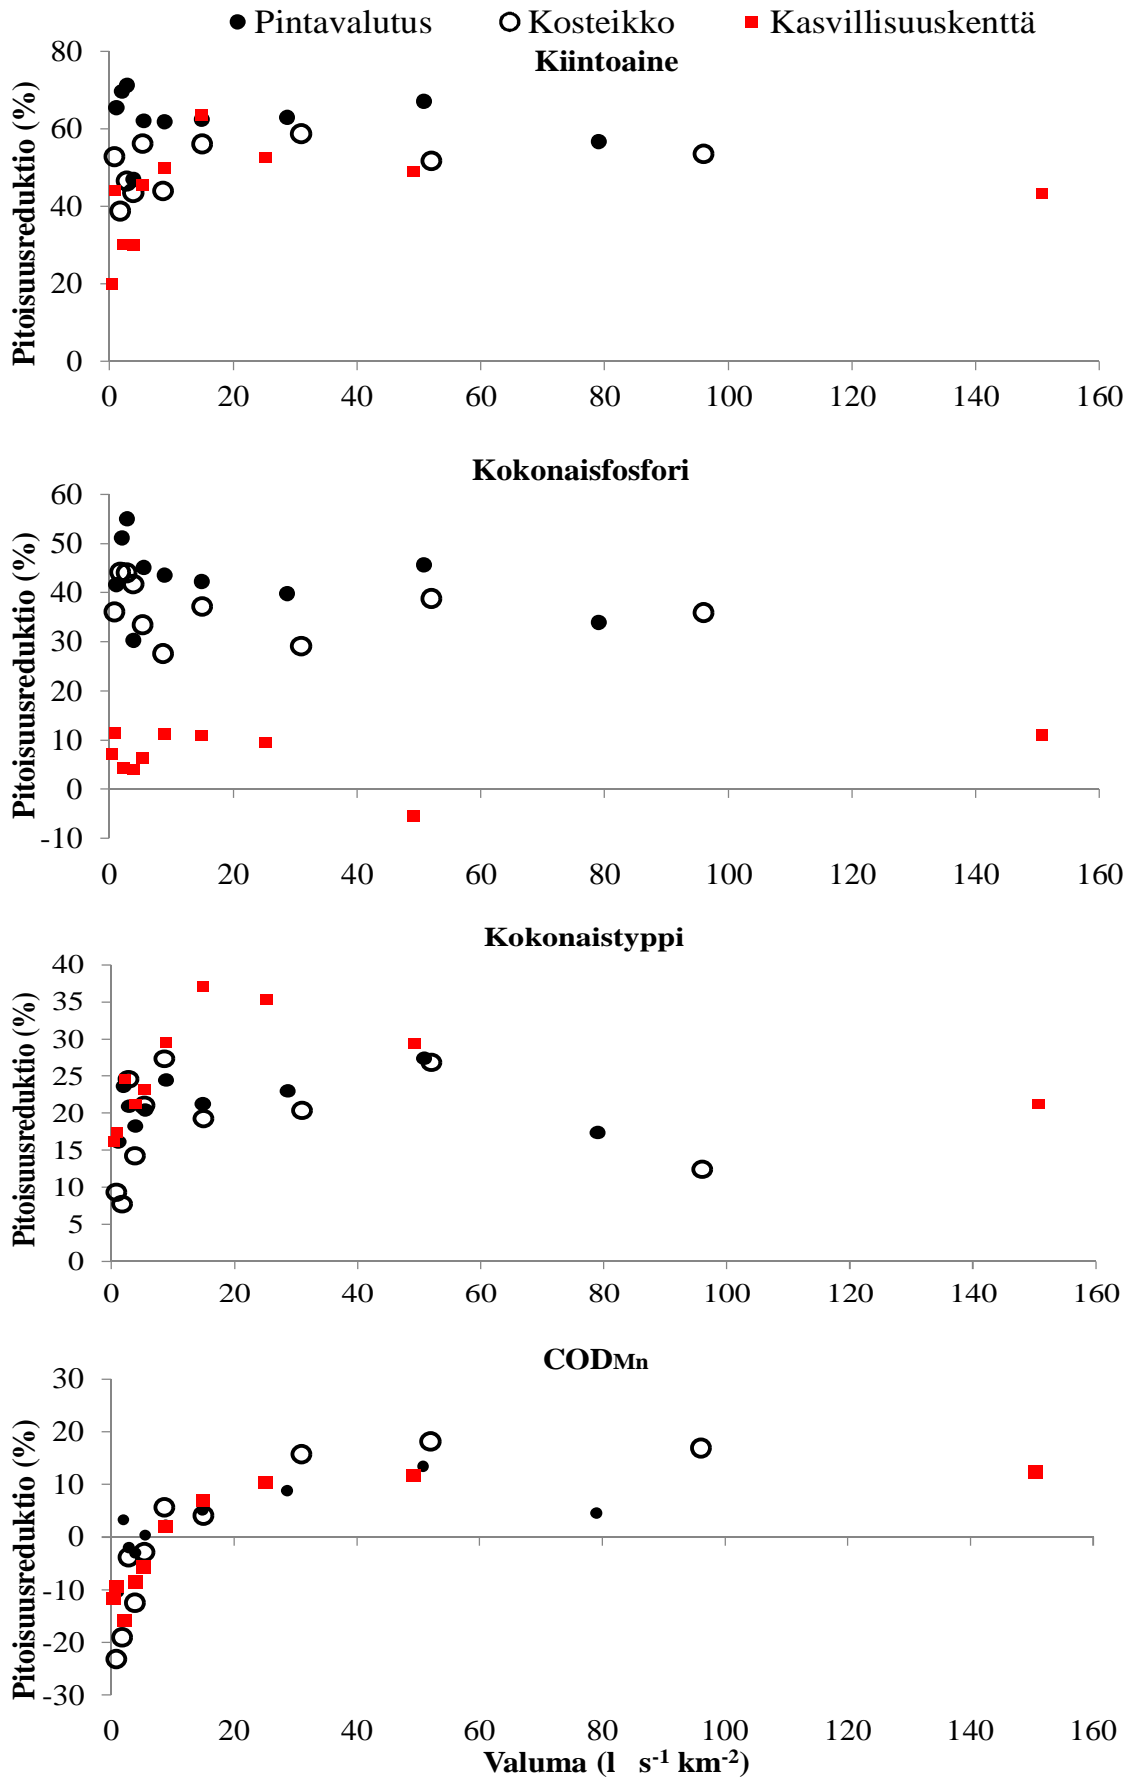 Pintavalutus Kosteikko Kasvillisuuskenttä
Kiintoaine
Pitoisuusreduktio (%)
80
60
40
20
0
0 20 40 60 80 100 120 140 160
Kokonaisfosfori
Pitoisuusreduktio (%)
60
50
40
30
20
10
0
-10
0 20 40 60 80 100 120 140 160
Kokonaistyppi
Pitoisuusreduktio (%)
40
35
30
25
20
15
10
5
0
0 20 40 60 80 100 120 140 160
CODMn
Pitoisuusreduktio (%)
30
20
10
0
-10
-20
-30
0 20 40 60 80 100 120 140 160
Valuma (l s-1 km-2)